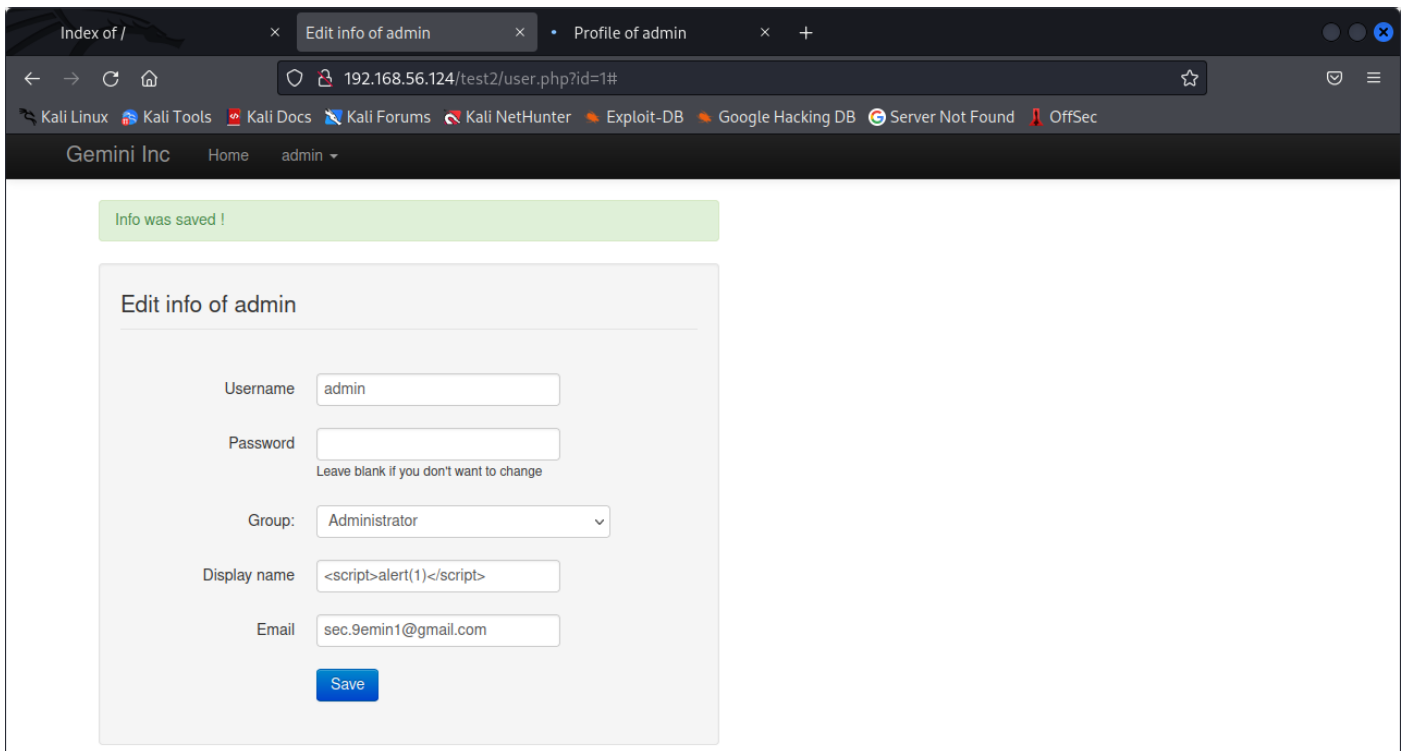 Index of /
Edit info of admin
Profile of admin
192.168.56.124/test2/user.php?id=1#
Kali Linux Kali Tools Kali Docs Kali Forums Kali NetHunter Exploit-DB Google Hacking DB Server Not Found OffSec
Gemini Inc Home admin
Info was saved !
Edit info of admin
Username admin
Password
Leave blank if you don't want to change
Group: Administrator
Display name <script>alert(1)</script>
Email sec.9emin1@gmail.com
Save